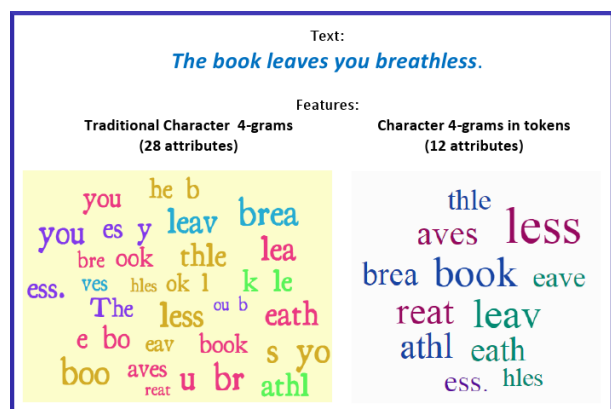 Text:
The book leaves you breathless.
Features:
Traditional Character 4-grams
(28 attributes)
you he b
you es y leav brea
bre ook thle lea
ess. ves hles ok l k le
The less ou b eath
e bo eav book s yo
boo aves reat u br athl
Character 4-grams in tokens
(12 attributes)
thle
aves less
brea book eave
reat leav
athl eath
ess. hles